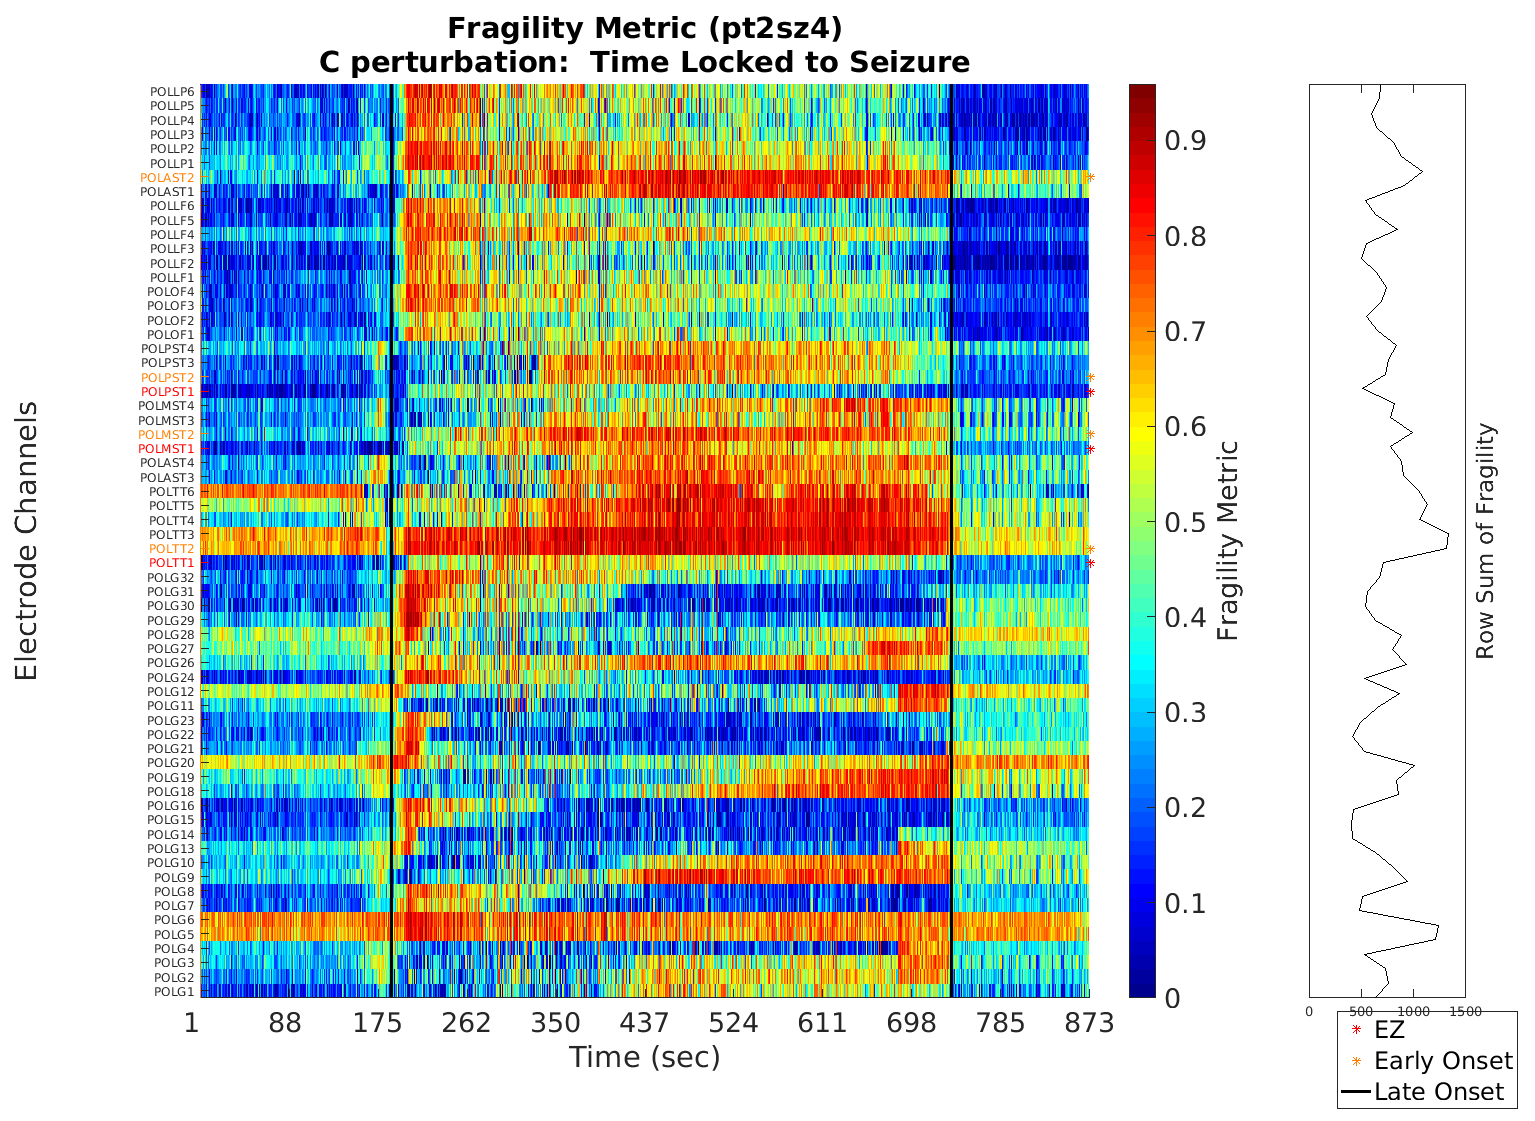 Fragility Metric (pt2sz4)
C perturbation: Time Locked to Seizure
Electrode Channels
POLLP6
POLLP5
POLLP4
POLLP3
POLLP2
POLLP1
POLAST2
POLAST1
POLLF6
POLLF5
POLLF4
POLLF3
POLLF2
POLLF1
POLOF4
POLOF3
POLOF2
POLOF1
POLPST4
POLPST3
POLPST2
POLPST1
POLMST4
POLMST3
POLMST2
POLMST1
POLAST4
POLAST3
POLTT6
POLTT5
POLTT4
POLTT3
POLTT2
POLTT1
POLG32
POLG31
POLG30
POLG29
POLG28
POLG27
POLG26
POLG24
POLG12
POLG11
POLG23
POLG22
POLG21
POLG20
POLG19
POLG18
POLG16
POLG15
POLG14
POLG13
POLG10
POLG9
POLG8
POLG7
POLG6
POLG5
POLG4
POLG3
POLG2
POLG1
1 88 175 262 350 437 524 611 698 785 873
Time (sec)
0.9
0.8
0.7
0.6
0.5
0.4
0.3
0.2
0.1
0
Fragility Metric
0 500 1000 1500
Row Sum of Fragility
EZ
Early Onset
Late Onset